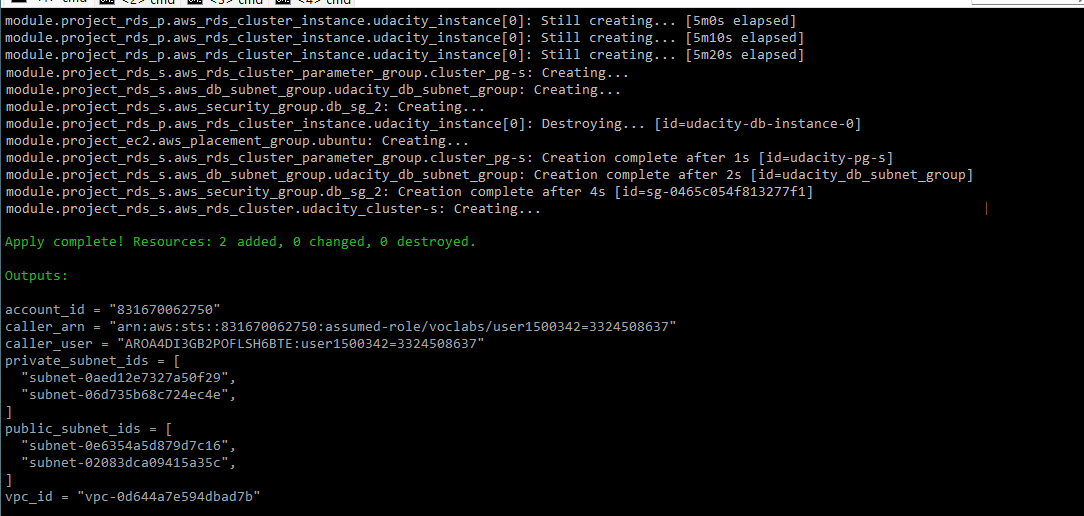 <2> cmd <3> cmd <4> cmd
module.project_rds_p.aws_rds_cluster_instance.udacity_instance[0]: Still creating... [5m0s elapsed]
module.project_rds_p.aws_rds_cluster_instance.udacity_instance[0]: Still creating... [5m10s elapsed]
module.project_rds_p.aws_rds_cluster_instance.udacity_instance[0]: Still creating... [5m20s elapsed]
module.project_rds_s.aws_rds_cluster_parameter_group.cluster_pg-s: Creating...
module.project_rds_s.aws_db_subnet_group.udacity_db_subnet_group: Creating...
module.project_rds_s.aws_security_group.db_sg_2: Creating...
module.project_rds_p.aws_rds_cluster_instance.udacity_instance[0]: Destroying... [id=udacity-db-instance-0]
module.project_ec2.aws_placement_group.ubuntu: Creating...
module.project_rds_s.aws_rds_cluster_parameter_group.cluster_pg-s: Creation complete after 1s [id=udacity-pg-s]
module.project_rds_s.aws_db_subnet_group.udacity_db_subnet_group: Creation complete after 2s [id=udacity_db_subnet_group]
module.project_rds_s.aws_security_group.db_sg_2: Creation complete after 4s [id=sg-0465c054f813277f1]
module.project_rds_s.aws_rds_cluster.udacity_cluster-s: Creating...
Apply complete! Resources: 2 added, 0 changed, 0 destroyed.
Outputs:
account_id = "831670062750"
caller_arn = "arn:aws:sts::831670062750:assumed-role/voclabs/user1500342=3324508637"
caller_user = "AROA4DI3GB2POFLSH6BTE:user1500342=3324508637"
private_subnet_ids = [
"subnet-0aed12e7327a50f29",
"subnet-06d735b68c724ec4e",
]
public_subnet_ids = [
"subnet-0e6354a5d879d7c16",
"subnet-02083dca09415a35c",
]
vpc_id = "vpc-0d644a7e594dbad7b"